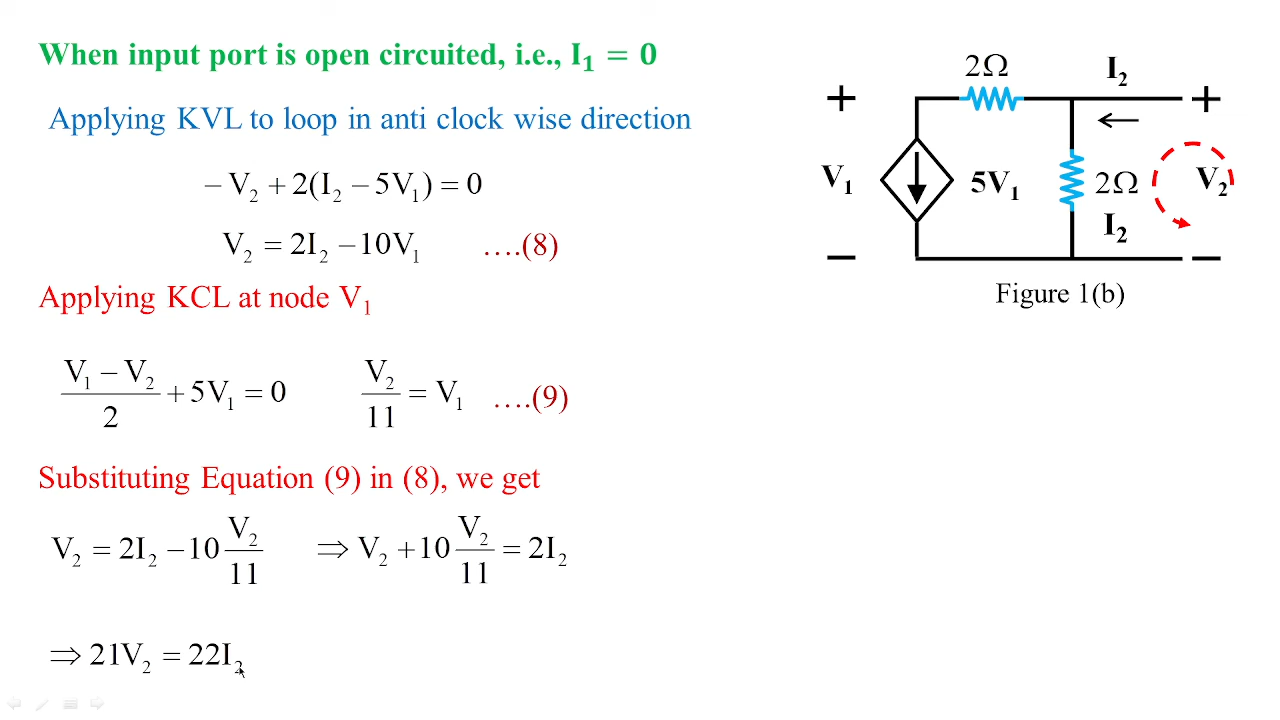 When input port is open circuited, i.e., I₁ = 0
Applying KVL to loop in anti clock wise direction
– V₂ + 2(I₂ – 5V₁) = 0
V₂ = 2I₂ – 10V₁ ….(8)
Applying KCL at node V₁
(V₁ – V₂)/2 + 5V₁ = 0 V₂/11 = V₁ ….(9)
Substituting Equation (9) in (8), we get
V₂ = 2I₂ – 10 V₂/11 ⇒ V₂ + 10 V₂/11 = 2I₂
⇒ 21V₂ = 22I₂
2Ω
I₂
+ +
V₁
5V₁
2Ω
V₂
I₂
– –
Figure 1(b)